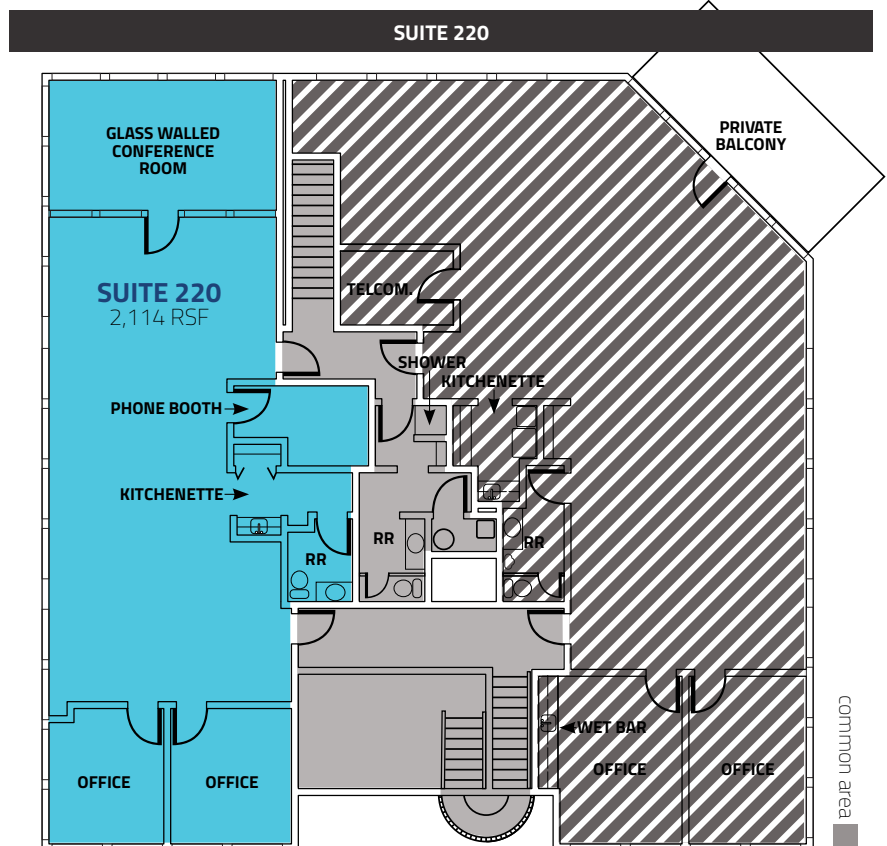 SUITE 220
PRIVATE
BALCONY
GLASS WALLED
CONFERENCE
ROOM
SUITE 220
2,114 RSF
TELCOM.
SHOWER
KITCHENETTE
PHONE BOOTH
KITCHENETTE
RR
RR
RR
WET BAR
OFFICE
OFFICE
OFFICE
OFFICE
common area